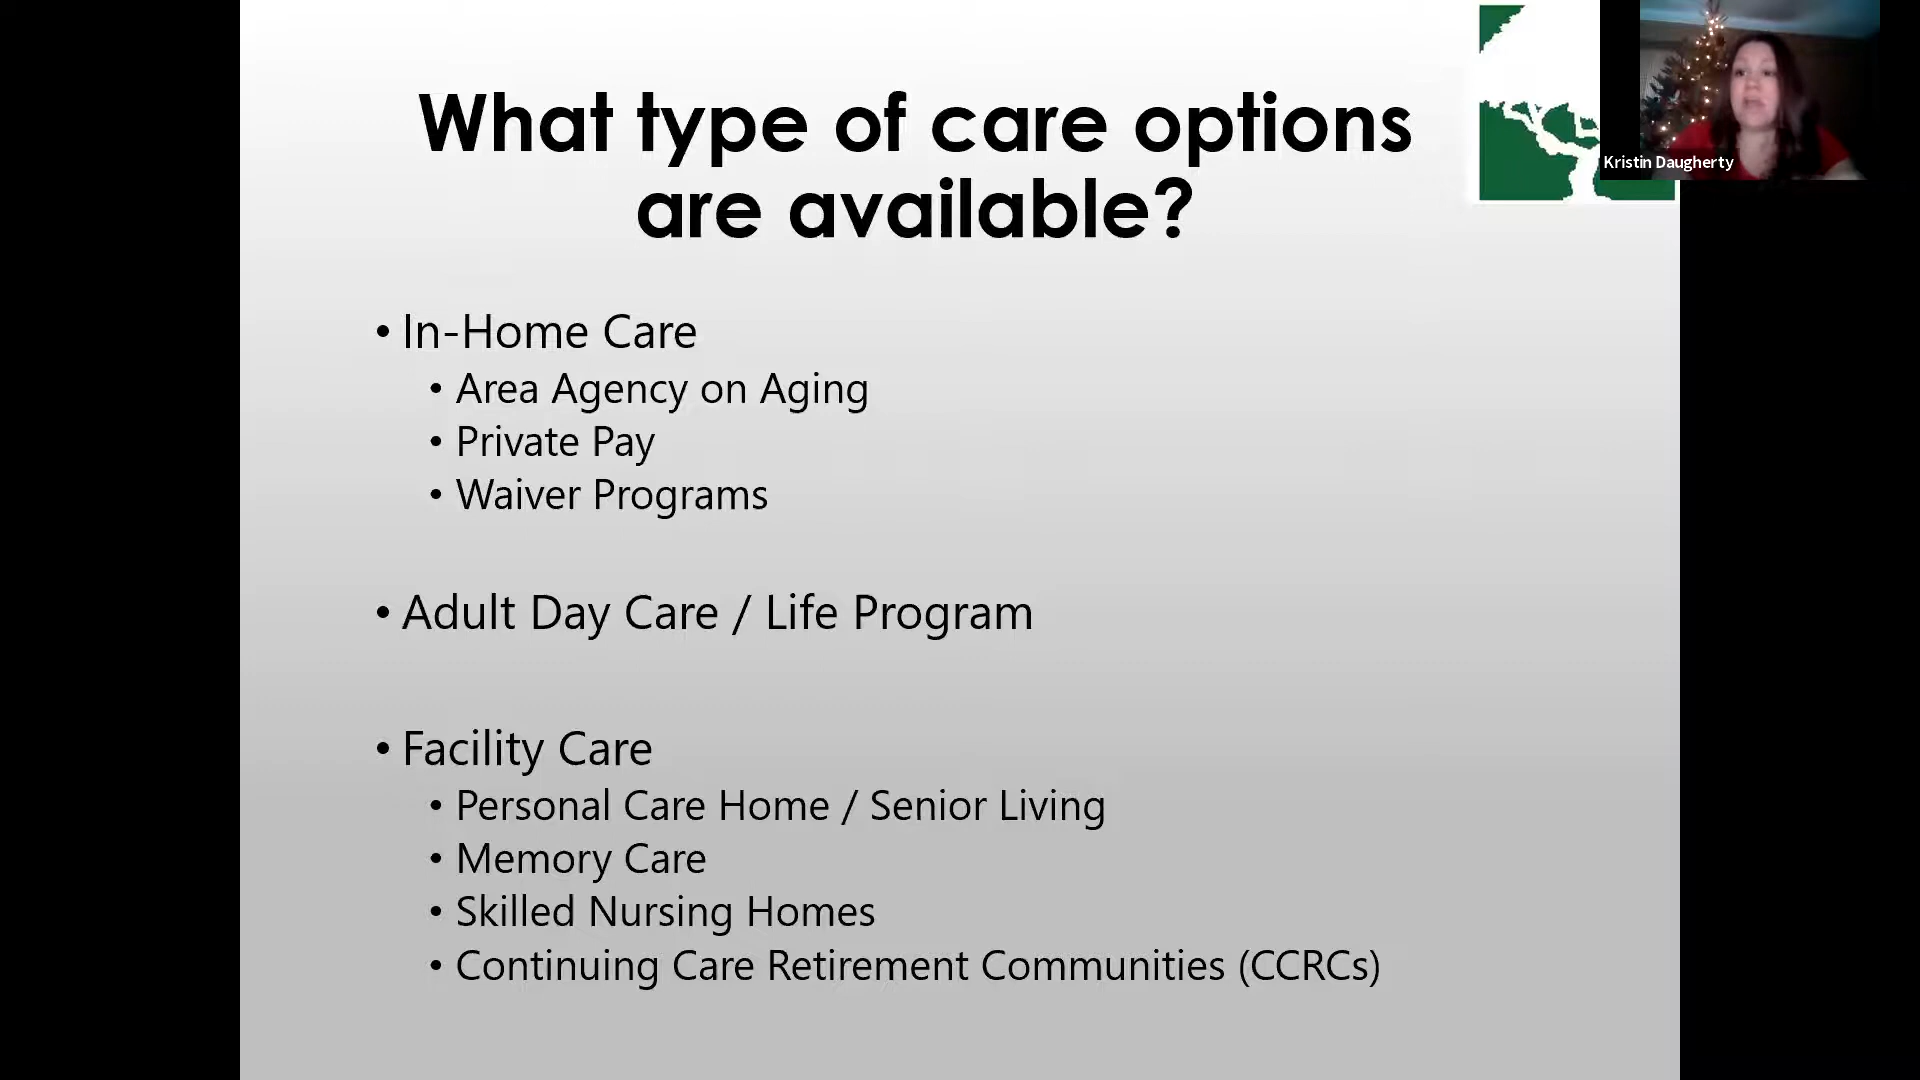 What type of care options
are available?
Kristin Daugherty
• In-Home Care
• Area Agency on Aging
• Private Pay
• Waiver Programs
• Adult Day Care / Life Program
• Facility Care
• Personal Care Home / Senior Living
• Memory Care
• Skilled Nursing Homes
• Continuing Care Retirement Communities (CCRCs)